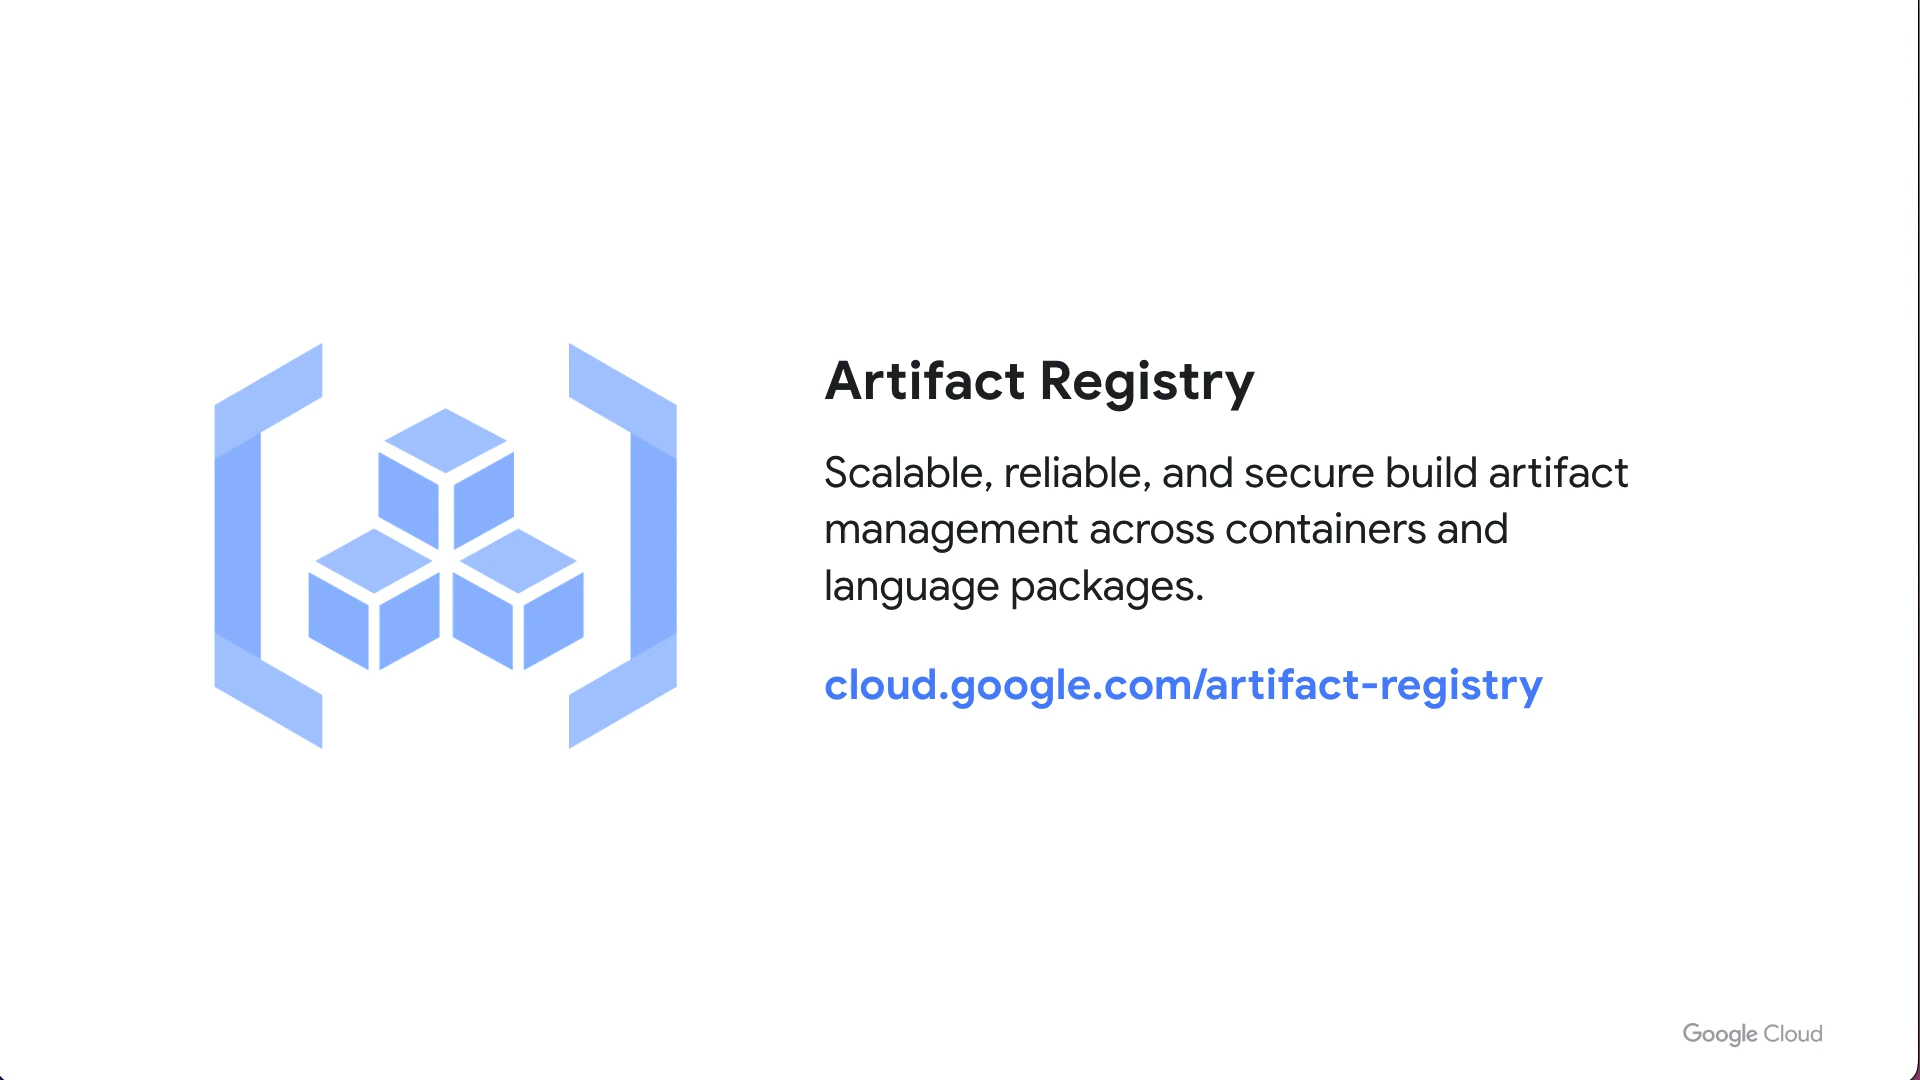 Artifact Registry
Scalable, reliable, and secure build artifact
management across containers and
language packages.
cloud.google.com/artifact-registry
Google Cloud